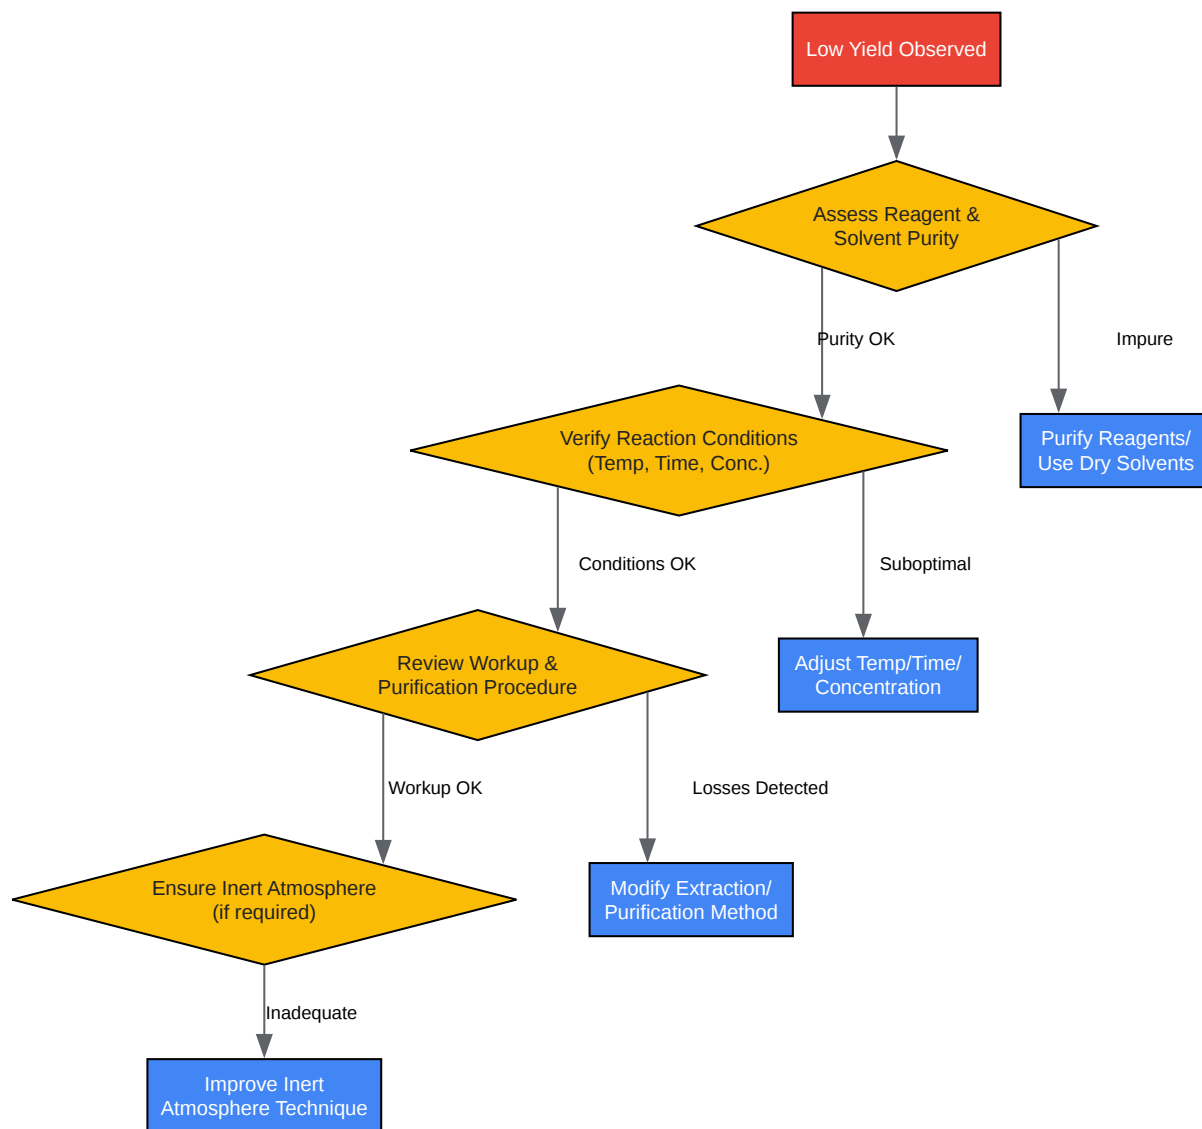 Low Yield Observed
Assess Reagent &
Solvent Purity
Purity OK
Impure
Verify Reaction Conditions
(Temp, Time, Conc.)
Purify Reagents/
Use Dry Solvents
Conditions OK
Suboptimal
Review Workup &
Purification Procedure
Adjust Temp/Time/
Concentration
Workup OK
Losses Detected
Ensure Inert Atmosphere
(if required)
Modify Extraction/
Purification Method
Inadequate
Improve Inert
Atmosphere Technique